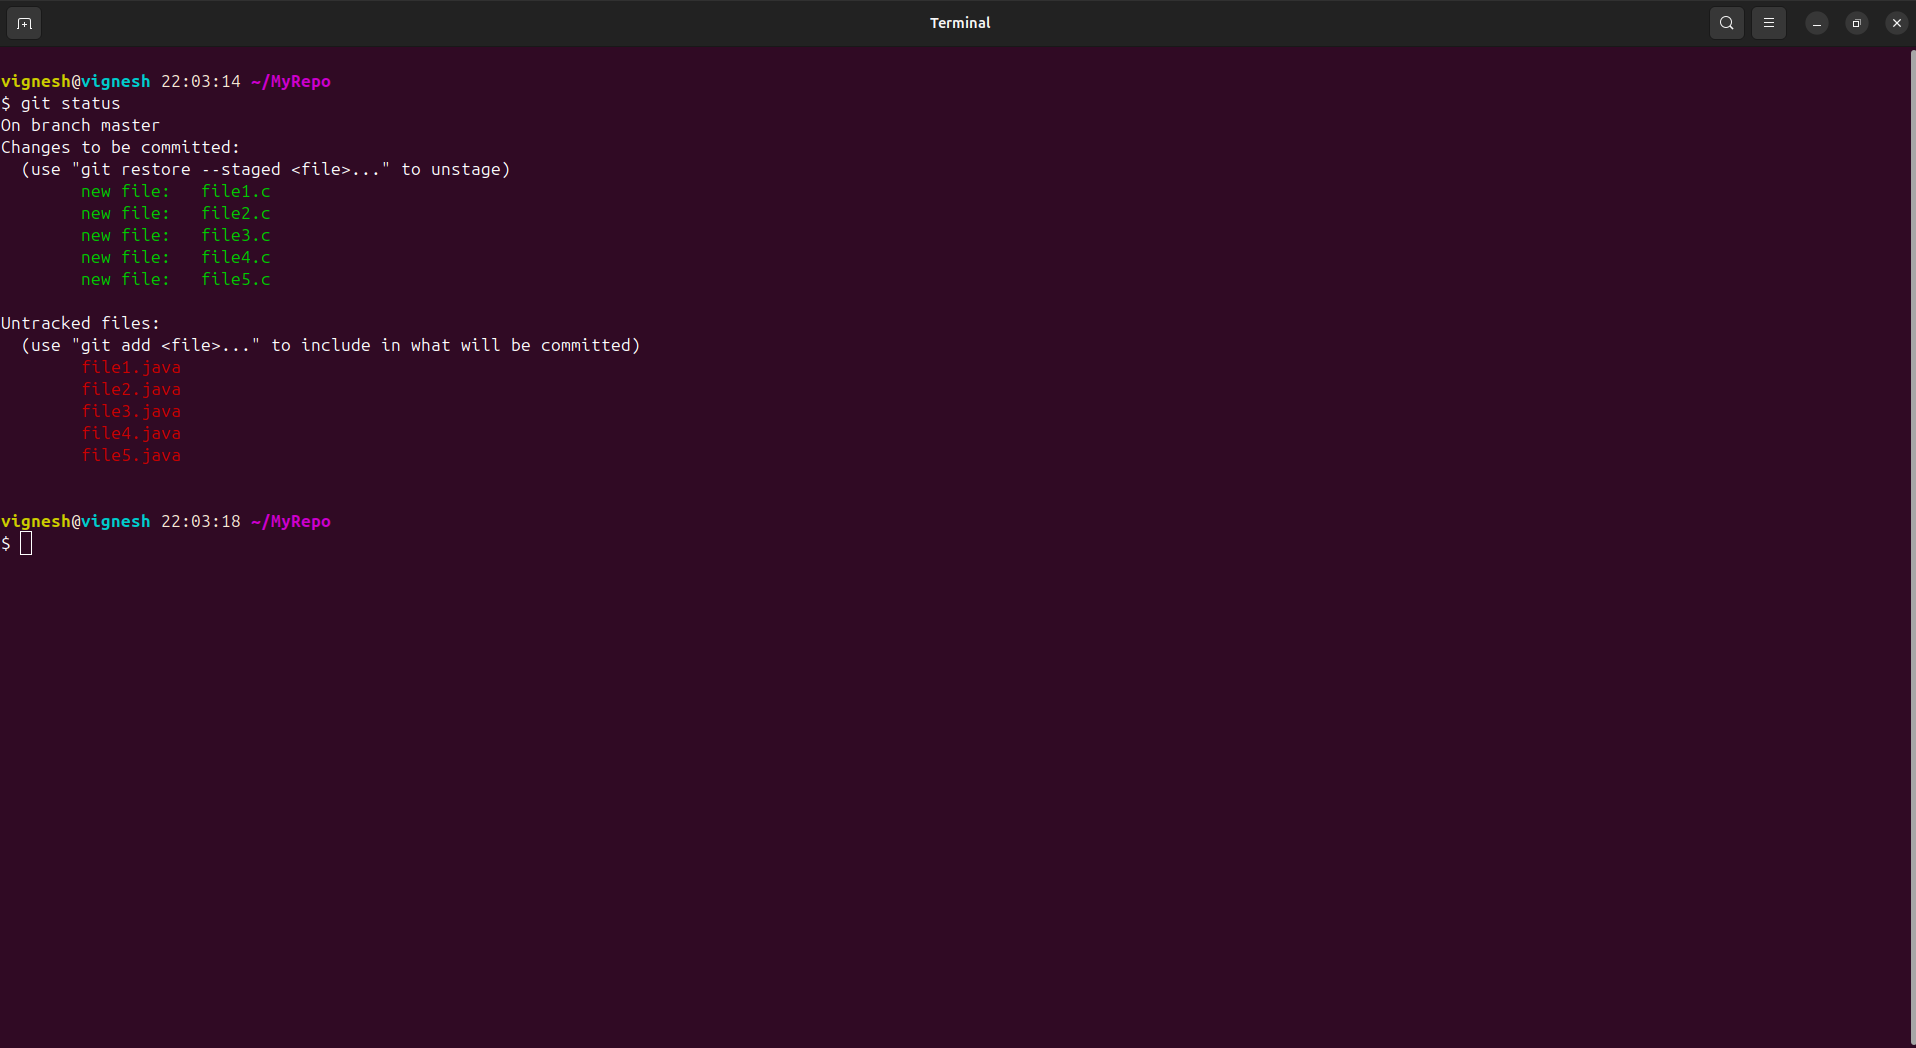 Terminal
vignesh@vignesh 22:03:14 ~/MyRepo
$ git status
On branch master
Changes to be committed:
  (use "git restore --staged <file>..." to unstage)
        new file:   file1.c
        new file:   file2.c
        new file:   file3.c
        new file:   file4.c
        new file:   file5.c

Untracked files:
  (use "git add <file>..." to include in what will be committed)
        file1.java
        file2.java
        file3.java
        file4.java
        file5.java

vignesh@vignesh 22:03:18 ~/MyRepo
$